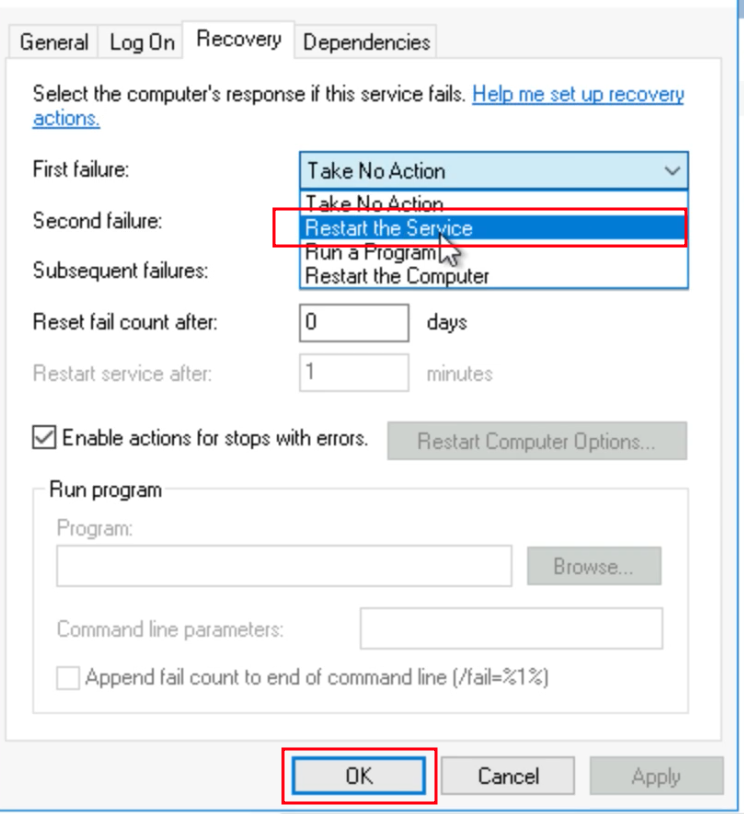 General Log On Recovery Dependencies
Select the computer's response if this service fails. Help me set up recovery
actions.
First failure: Take No Action
Take No Action
Second failure: Restart the Service
Run a Program
Subsequent failures: Restart the Computer
Reset fail count after: 0 days
Restart service after: 1 minutes
Enable actions for stops with errors. Restart Computer Options...
Run program
Program:
Browse...
Command line parameters:
Append fail count to end of command line (/fail=%1%)
OK Cancel Apply